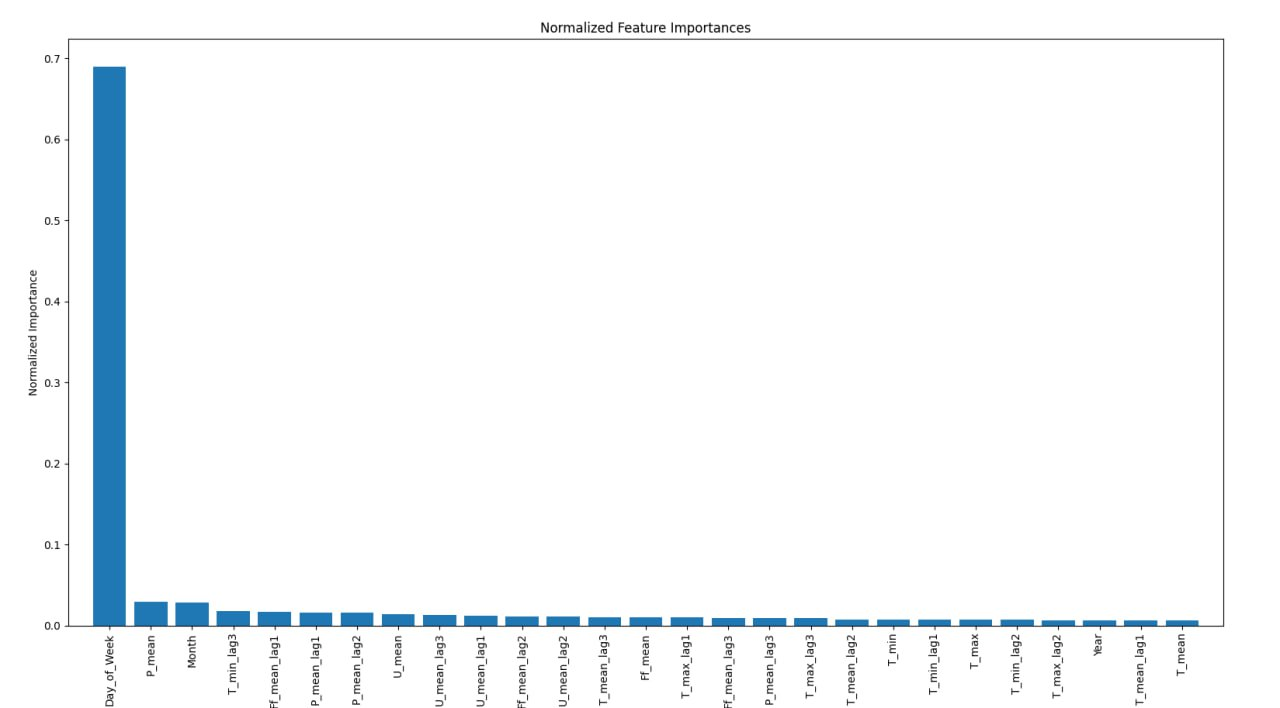 Normalized Feature Importances
Normalized Importance
0.7
0.6
0.5
0.4
0.3
0.2
0.1
0.0
Day_of_Week
P_mean
Month
T_min_lag3
Ff_mean_lag1
P_mean_lag1
P_mean_lag2
U_mean
U_mean_lag3
U_mean_lag1
Ff_mean_lag2
U_mean_lag2
T_mean_lag3
Ff_mean
T_max_lag1
Ff_mean_lag3
P_mean_lag3
T_max_lag3
T_mean_lag2
T_min
T_min_lag1
T_max
T_min_lag2
T_max_lag2
Year
T_mean_lag1
T_mean